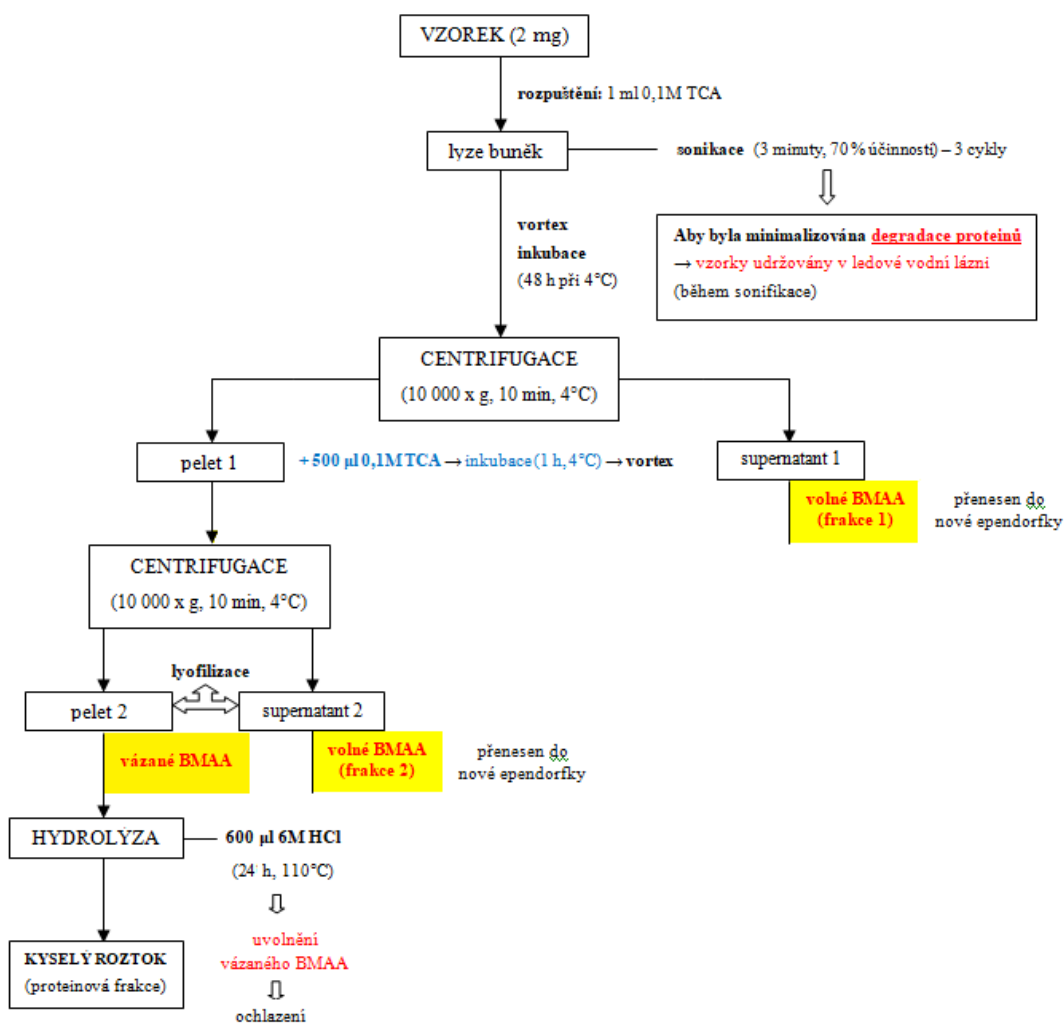 VZOREK (2 mg)
rozpuštění: 1 ml 0,1M TCA
lyze buněk
sonikace (3 minuty, 70% účinností) – 3 cykly
vortex
inkubace
(48 h při 4°C)
Aby byla minimalizována degradace proteinů
→ vzorky udržovány v ledové vodní lázni
(během sonifikace)
CENTRIFUGACE
(10 000 x g, 10 min, 4°C)
pelet 1
+ 500 µl 0,1M TCA → inkubace (1 h, 4°C) → vortex
supernatant 1
volné BMAA
(frakce 1)
přenesen do
nové ependorfky
CENTRIFUGACE
(10 000 x g, 10 min, 4°C)
lyofilizace
pelet 2
supernatant 2
vázané BMAA
volné BMAA
(frakce 2)
přenesen do
nové ependorfky
HYDROLÝZA
600 µl 6M HCl
(24 h, 110°C)
uvolnění
vázaného BMAA
KYSELÝ ROZTOK
(proteinová frakce)
ochlazení